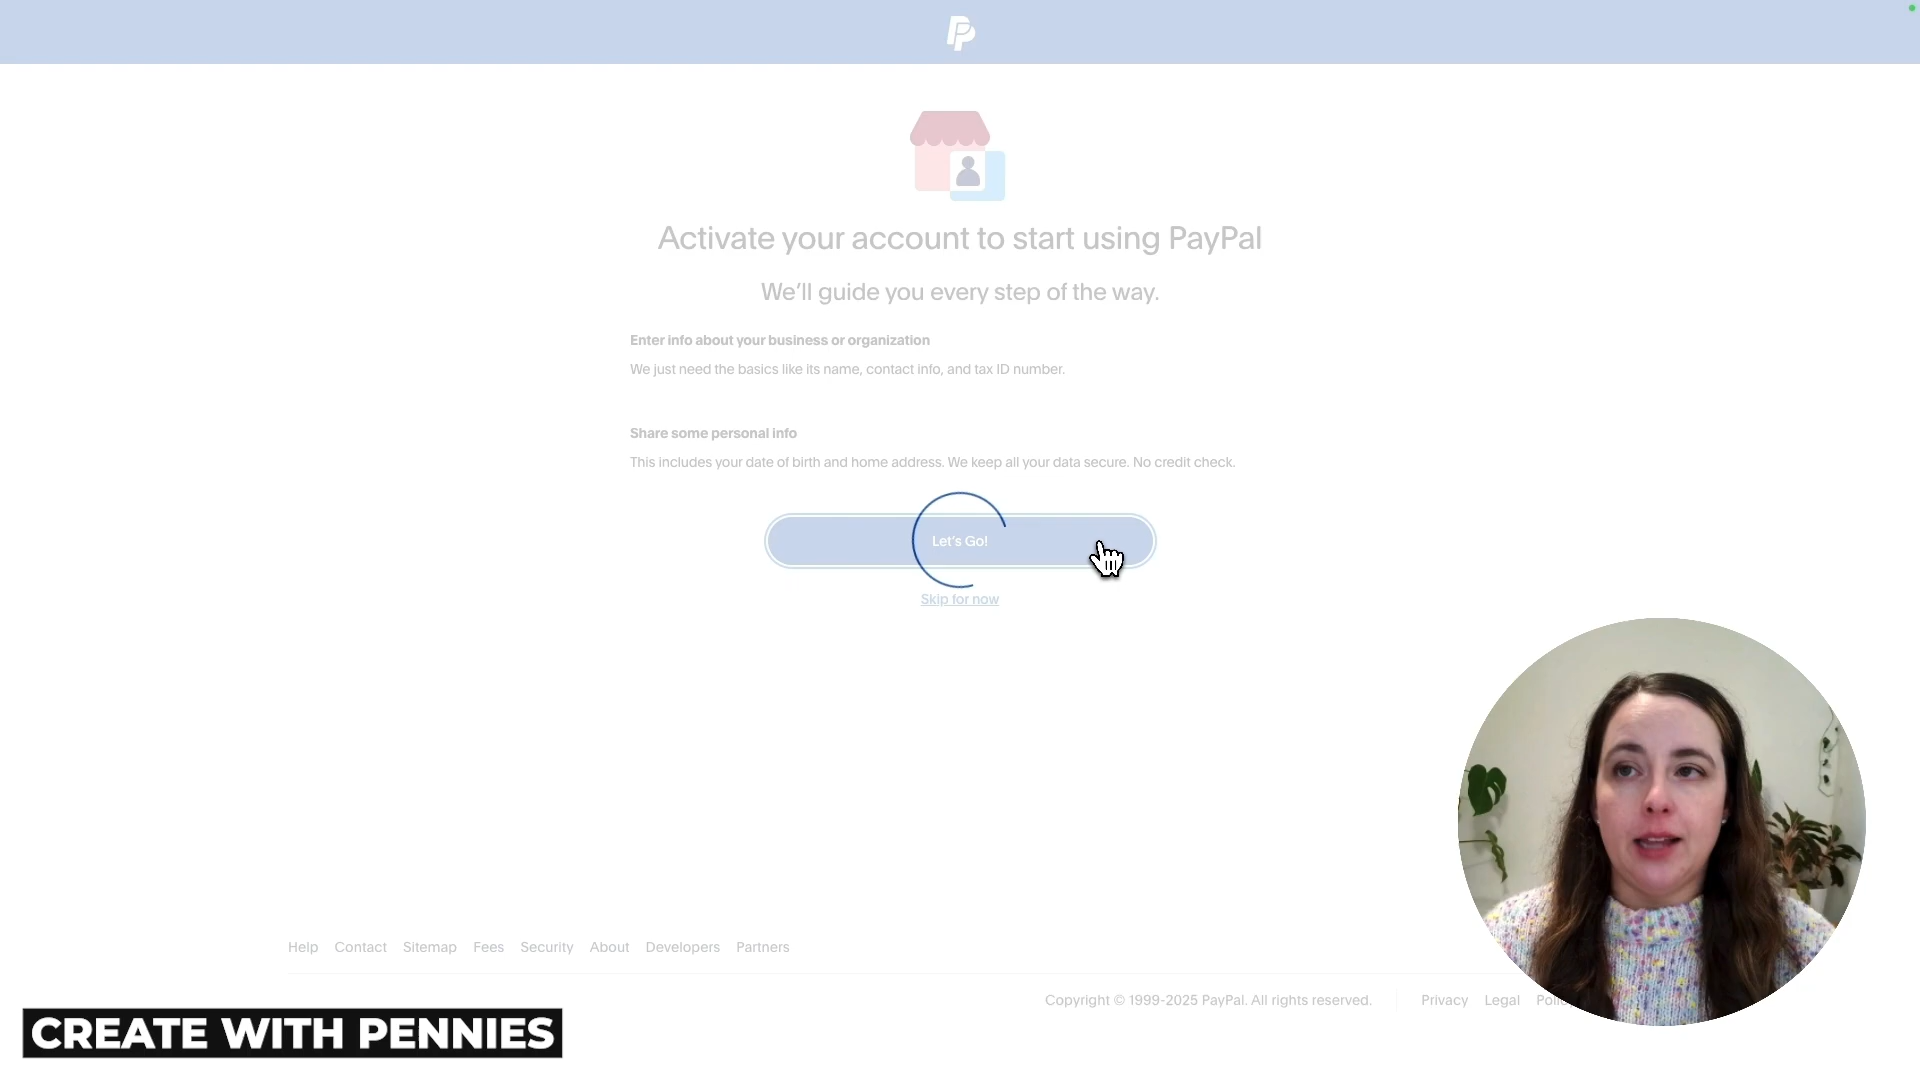 Activate your account to start using PayPal
We'll guide you every step of the way.
Enter info about your business or organization
We just need the basics like its name, contact info, and tax ID number.
Share some personal info
This includes your date of birth and home address. We keep all your data secure. No credit check.
Let's Go!
Skip for now
Help Contact Sitemap Fees Security About Developers Partners
Copyright © 1999-2025 PayPal. All rights reserved. Privacy Legal
CREATE WITH PENNIES